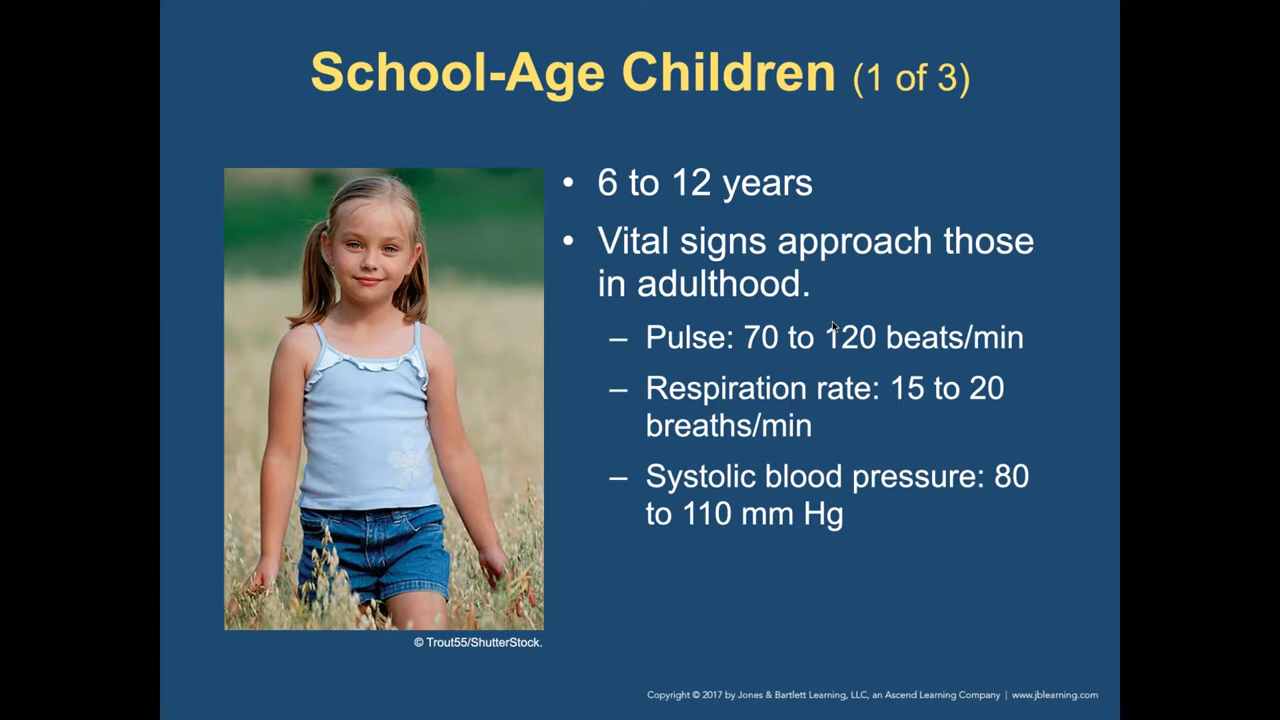 School-Age Children (1 of 3)
• 6 to 12 years
• Vital signs approach those
in adulthood.
– Pulse: 70 to 120 beats/min
– Respiration rate: 15 to 20
breaths/min
– Systolic blood pressure: 80
to 110 mm Hg
© Trout55/ShutterStock.
Copyright © 2017 by Jones & Bartlett Learning, LLC, an Ascend Learning Company | www.jblearning.com